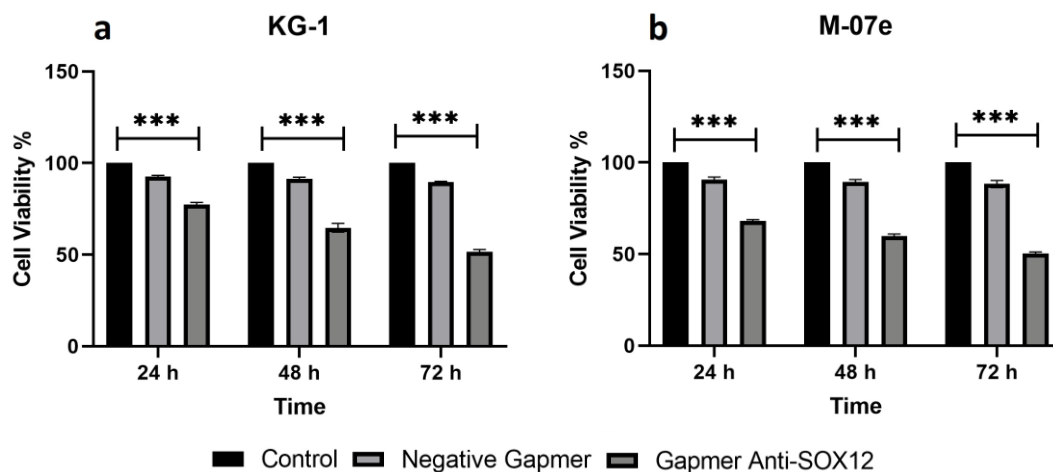 a KG-1
150
100
50
0
Cell Viability %
***
***
***
24 h 48 h 72 h
Time
b M-07e
150
100
50
0
Cell Viability %
***
***
***
24 h 48 h 72 h
Time
Control Negative Gapmer Gapmer Anti-SOX12